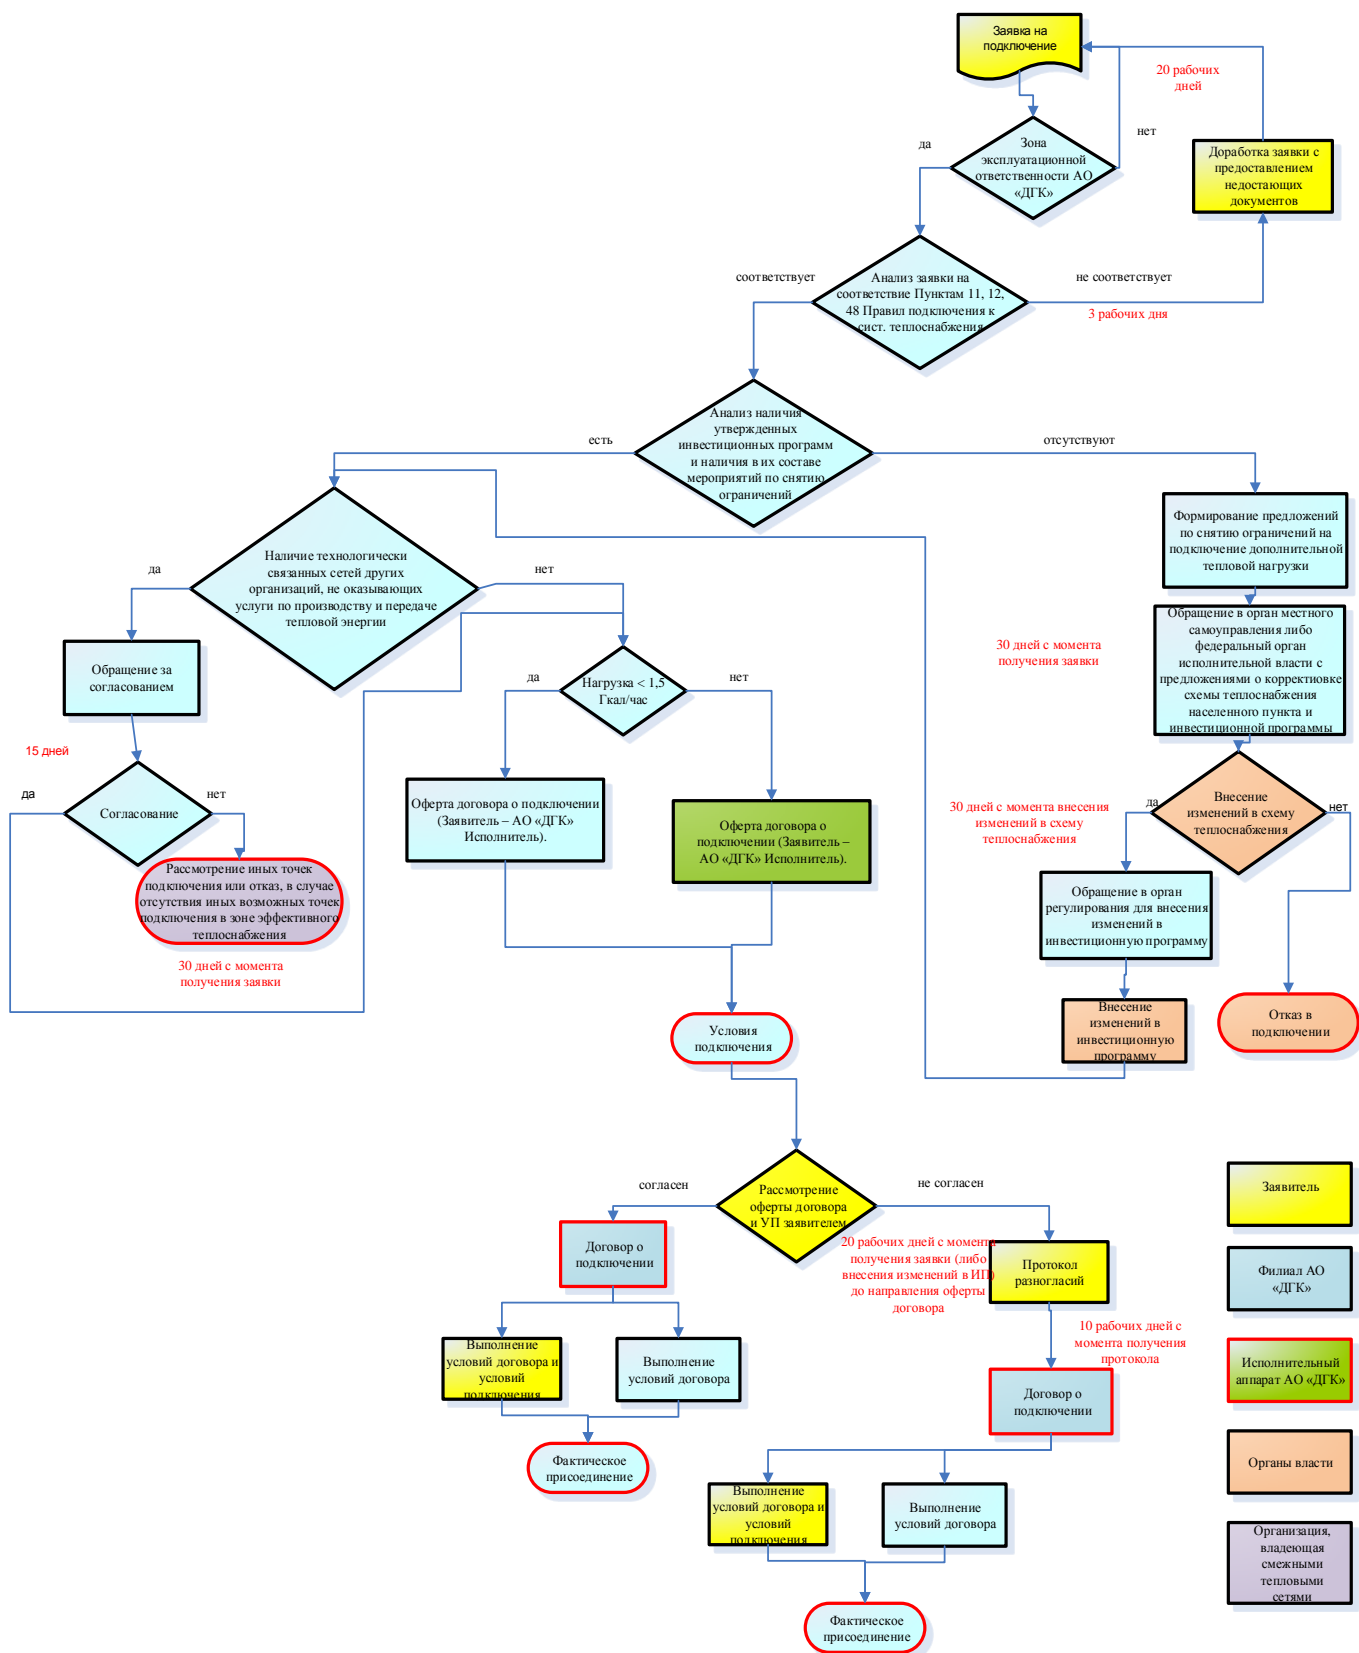 Заявка на
подключение
20 рабочих
дней
нет
да
Зона
эксплуатационной
ответственности АО
«ДГК»
Доработка заявки с
предоставлением
недостающих
документов
соответствует
Анализ заявки на
соответствие Пунктам 11, 12,
48 Правил подключения к
сист. теплоснабжения
не соответствует
3 рабочих дня
есть
Анализ наличия
утвержденных
инвестиционных программ
и наличия в их составе
мероприятий по снятию
ограничений
отсутствуют
Формирование предложений
по снятию ограничений на
подключение дополнительной
тепловой нагрузки
да
Наличие технологически
связанных сетей других
организаций, не оказывающих
услуги по производству и передаче
тепловой энергии
нет
30 дней с момента
получения заявки
Обращение в орган местного
самоуправления либо
федеральный орган
исполнительной власти с
предложениями о корректиовке
схемы теплоснабжения
населенного пункта и
инвестиционной программы
Обращение за
согласованием
да
Нагрузка < 1,5
Гкал/час
нет
15 дней
да
Согласование
нет
Оферта договора о подключении
(Заявитель – АО «ДГК»
Исполнитель).
Оферта договора о
подключении (Заявитель –
АО «ДГК» Исполнитель).
30 дней с момента внесения
изменений в схему
теплоснабжения
да
Внесение
изменений в схему
теплоснабжения
нет
Рассмотрение иных точек
подключения или отказ, в случае
отсутствия иных возможных точек
подключения в зоне эффективного
теплоснабжения
30 дней с момента
получения заявки
Обращение в орган
регулирования для внесения
изменений в
инвестиционную программу
Внесение
изменений в
инвестиционную
программу
Отказ в
подключении
Условия
подключения
согласен
Рассмотрение
оферты договора
и УП заявителем
не согласен
Договор о
подключении
20 рабочих дней с момента
получения заявки (либо
внесения изменений в ИП)
до направления оферты
договора
Протокол
разногласий
10 рабочих дней с
момента получения
протокола
Выполнение
условий договора и
условий
подключения
Выполнение
условий договора
Договор о
подключении
Фактическое
присоединение
Выполнение
условий договора и
условий
подключения
Выполнение
условий договора
Фактическое
присоединение
Заявитель
Филиал АО
«ДГК»
Исполнительный
аппарат АО «ДГК»
Органы власти
Организация,
владеющая
смежными
тепловыми
сетями